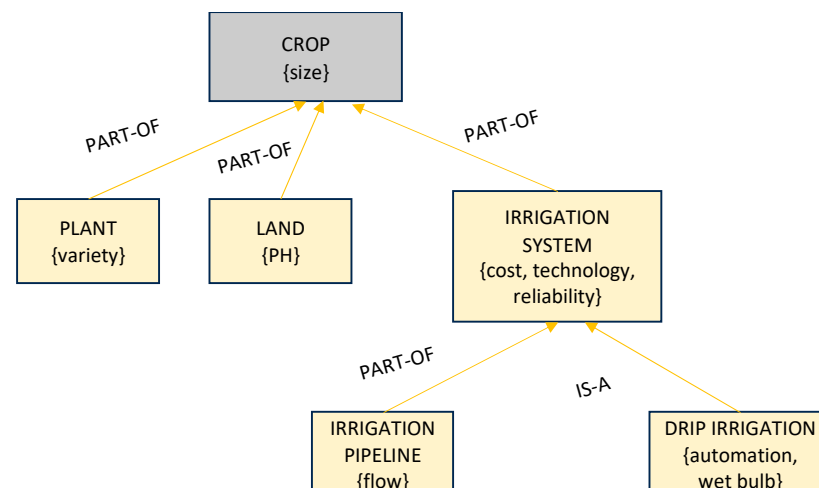 CROP
{size}
PART-OF
PART-OF
PART-OF
PLANT
{variety}
LAND
{PH}
IRRIGATION
SYSTEM
{cost, technology,
reliability}
PART-OF
IS-A
IRRIGATION
PIPELINE
{flow}
DRIP IRRIGATION
{automation,
wet bulb}